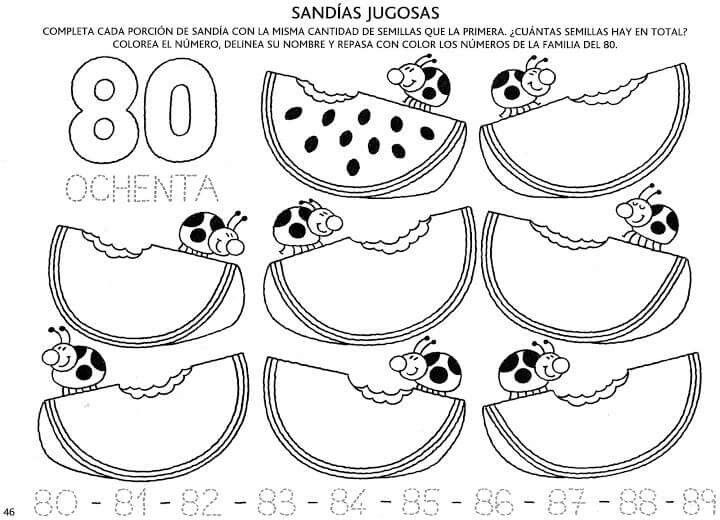 SANDÍAS JUGOSAS
COMPLETA CADA PORCIÓN DE SANDÍA CON LA MISMA CANTIDAD DE SEMILLAS QUE LA PRIMERA. ¿CUÁNTAS SEMILLAS HAY EN TOTAL?
COLOREA EL NÚMERO, DELINEA SU NOMBRE Y REPASA CON COLOR LOS NÚMEROS DE LA FAMILIA DEL 80.
80
OCHENTA
46 80 - 81 - 82 - 83 - 84 - 85 - 86 - 87 - 88 - 89